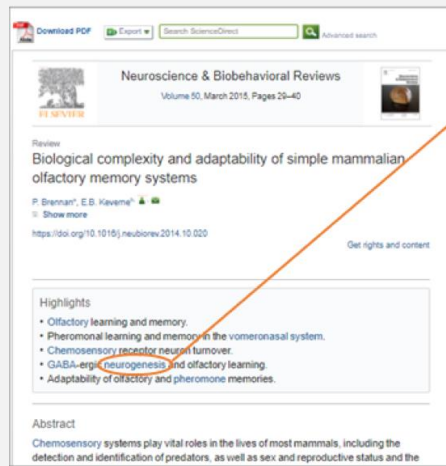 PDF
Download PDF
Export
Search ScienceDirect
Advanced search
ELSEVIER
Neuroscience & Biobehavioral Reviews
Volume 50, March 2015, Pages 29–40
Review
Biological complexity and adaptability of simple mammalian
olfactory memory systems
P. Brennan, E.B. Keverne
Show more
https://doi.org/10.1016/j.neubiorev.2014.10.020
Get rights and content
Highlights
• Olfactory learning and memory.
• Pheromonal learning and memory in the vomeronasal system.
• Chemosensory receptor neuron turnover.
• GABA-ergic neurogenesis and olfactory learning.
• Adaptability of olfactory and pheromone memories.
Abstract
Chemosensory systems play vital roles in the lives of most mammals, including the
detection and identification of predators, as well as sex and reproductive status and the